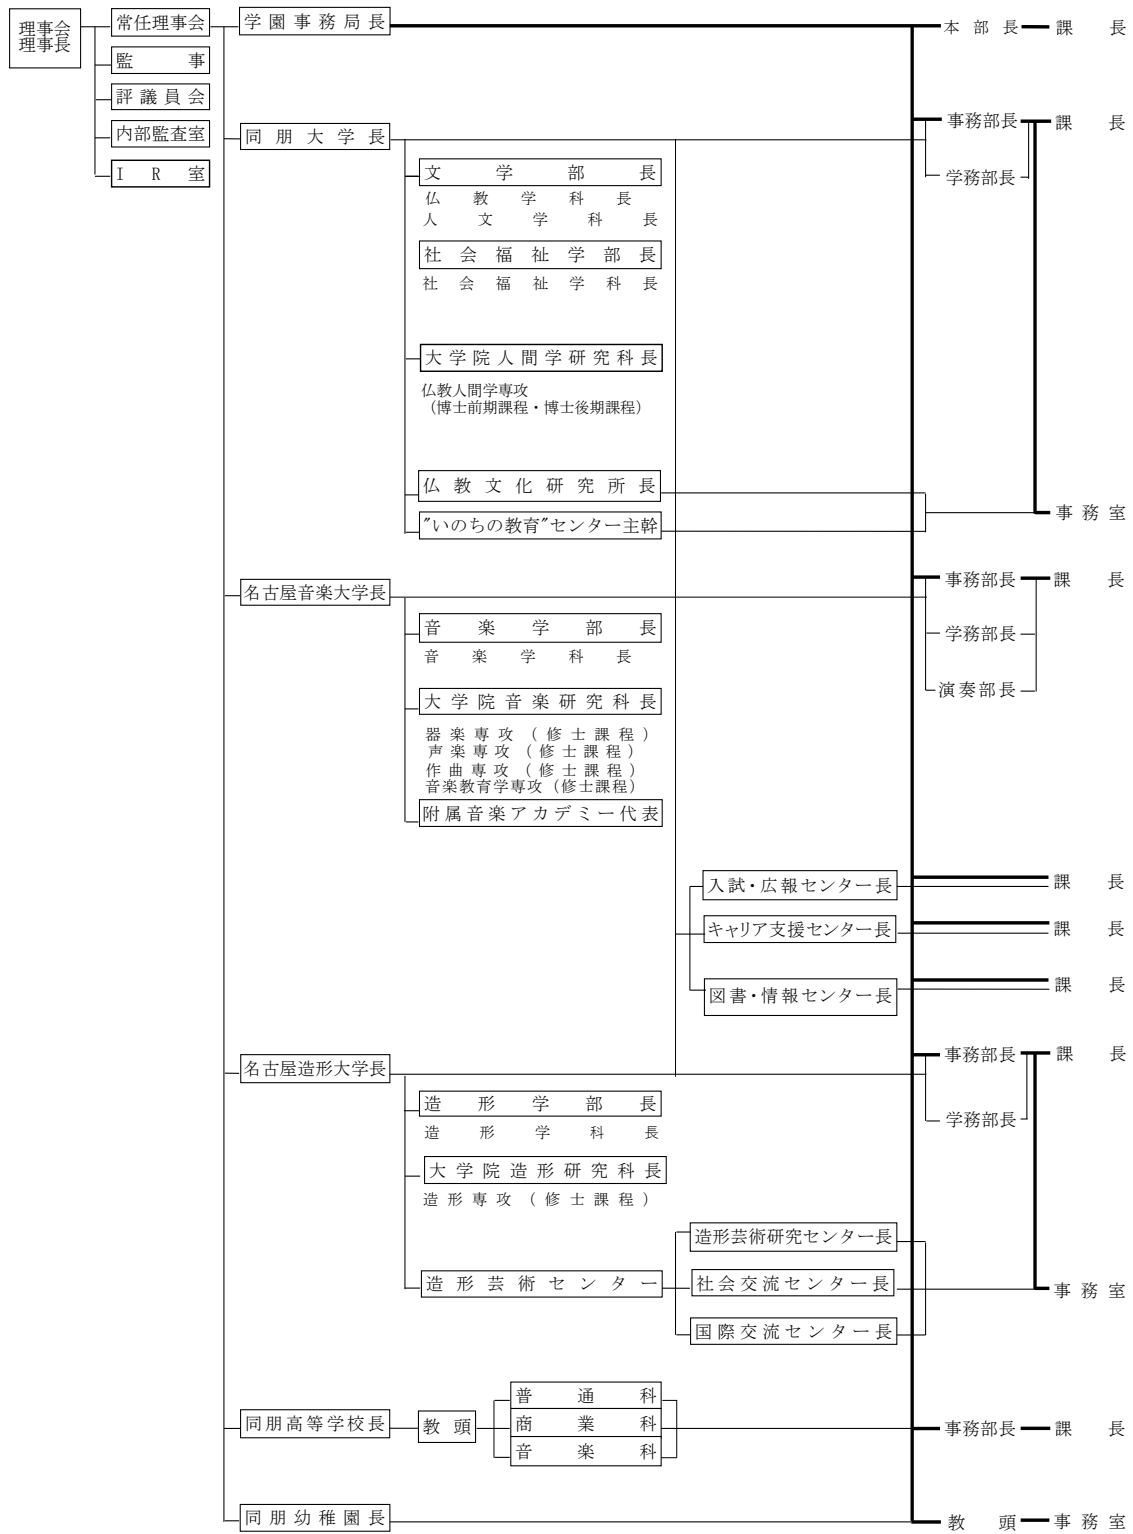 理事会
理事長
常任理事会
監事
評議員会
内部監査室
IR室
学園事務局長
本部長
課長
同朋大学長
事務部長
課長
学務部長
文学部長
仏教学科長
人文学科長
社会福祉学部長
社会福祉学科長
大学院人間学研究科長
仏教人間学専攻
（博士前期課程・博士後期課程）
仏教文化研究所長
"いのちの教育"センター主幹
事務室
名古屋音楽大学長
事務部長
課長
学務部長
演奏部長
音楽学部長
音楽学科長
大学院音楽研究科長
器楽専攻（修士課程）
声楽専攻（修士課程）
作曲専攻（修士課程）
音楽教育学専攻（修士課程）
附属音楽アカデミー代表
入試・広報センター長
課長
キャリア支援センター長
課長
図書・情報センター長
課長
名古屋造形大学長
事務部長
課長
学務部長
造形学部長
造形学科長
大学院造形研究科長
造形専攻（修士課程）
造形芸術センター
造形芸術研究センター長
社会交流センター長
国際交流センター長
事務室
同朋高等学校長
教頭
普通科
商業科
音楽科
事務部長
課長
同朋幼稚園長
教頭
事務室